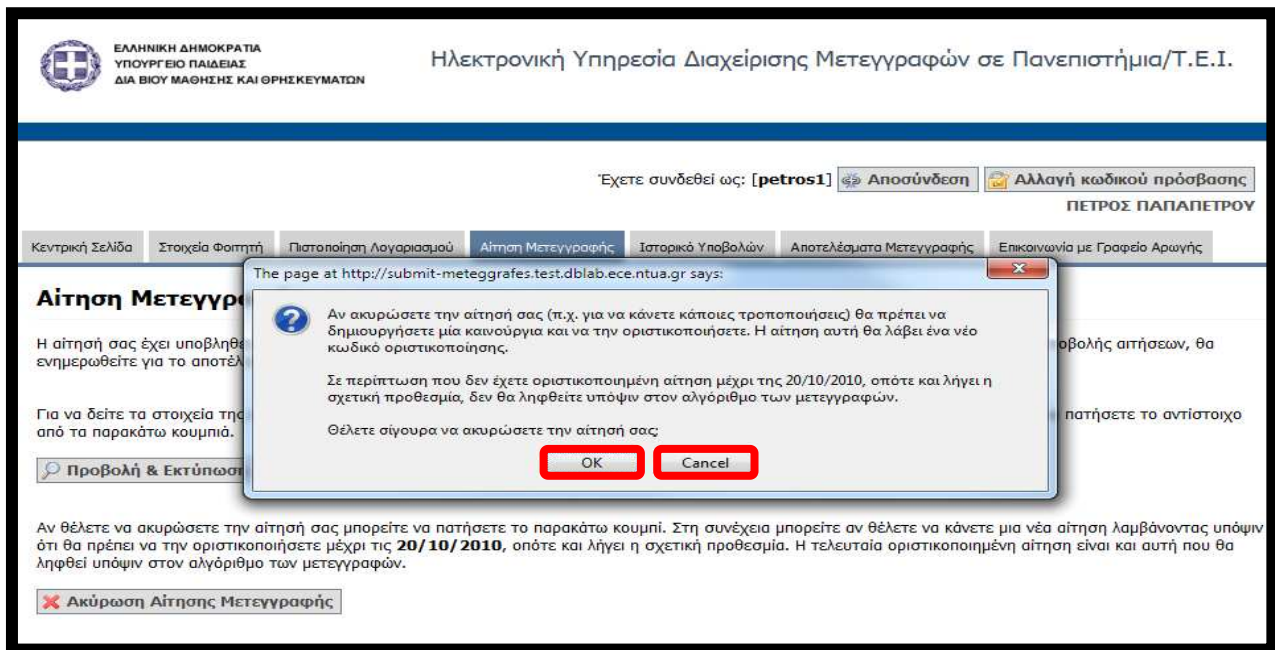 ΕΛΛΗΝΙΚΗ ΔΗΜΟΚΡΑΤΙΑ
ΥΠΟΥΡΓΕΙΟ ΠΑΙΔΕΙΑΣ
ΔΙΑ ΒΙΟΥ ΜΑΘΗΣΗΣ ΚΑΙ ΘΡΗΣΚΕΥΜΑΤΩΝ
Ηλεκτρονική Υπηρεσία Διαχείρισης Μετεγγραφών σε Πανεπιστήμια/Τ.Ε.Ι.
Έχετε συνδεθεί ως: [petros1] Αποσύνδεση Αλλαγή κωδικού πρόσβασης
ΠΕΤΡΟΣ ΠΑΠΑΠΕΤΡΟΥ
Κεντρική Σελίδα Στοιχεία Φοιτητή Πιστοποίηση Λογαριασμού Αίτηση Μετεγγραφής Ιστορικό Υποβολών Αποτελέσματα Μετεγγραφής Επικοινωνία με Γραφείο Αρωγής
The page at http://submit-meteggrafes.test.dblab.ece.ntua.gr says:
Αίτηση Μετεγγρ
Αν ακυρώσετε την αίτησή σας (π.χ. για να κάνετε κάποιες τροποποιήσεις) θα πρέπει να
δημιουργήσετε μία καινούργια και να την οριστικοποιήσετε. Η αίτηση αυτή θα λάβει ένα νέο
κωδικό οριστικοποίησης.
Η αίτησή σας έχει υποβληθε οβολής αιτήσεων, θα
ενημερωθείτε για το αποτέλ
Σε περίπτωση που δεν έχετε οριστικοποιημένη αίτηση μέχρι της 20/10/2010, οπότε και λήγει η
σχετική προθεσμία, δεν θα ληφθείτε υπόψιν στον αλγόριθμο των μετεγγραφών.
Για να δείτε τα στοιχεία της πατήσετε το αντίστοιχο
από τα παρακάτω κουμπιά.
Θέλετε σίγουρα να ακυρώσετε την αίτησή σας;
OK Cancel
Προβολή & Εκτύπωση
Αν θέλετε να ακυρώσετε την αίτησή σας μπορείτε να πατήσετε το παρακάτω κουμπί. Στη συνέχεια μπορείτε αν θέλετε να κάνετε μια νέα αίτηση λαμβάνοντας υπόψιν
ότι θα πρέπει να την οριστικοποιήσετε μέχρι τις 20/10/2010, οπότε και λήγει η σχετική προθεσμία. Η τελευταία οριστικοποιημένη αίτηση είναι και αυτή που θα
ληφθεί υπόψιν στον αλγόριθμο των μετεγγραφών.
Ακύρωση Αίτησης Μετεγγραφής